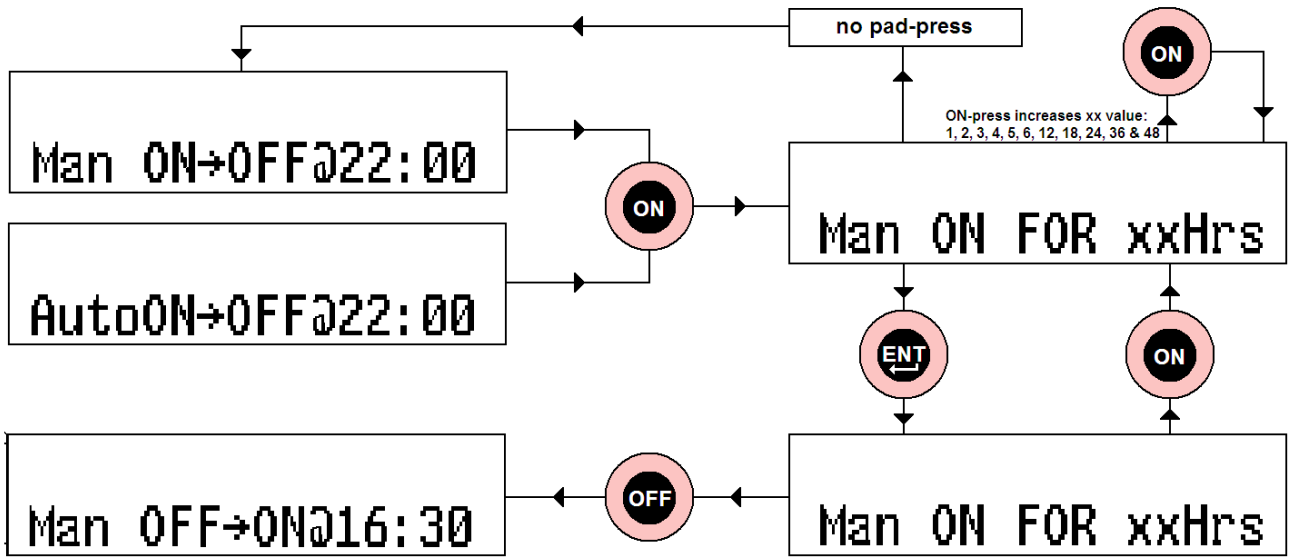 no pad-press
ON
ON-press increases xx value:
1, 2, 3, 4, 5, 6, 12, 18, 24, 36 & 48
Man ON→OFF@22:00
ON
Man ON FOR xxHrs
AutoON→OFF@22:00
ENT
ON
Man OFF→ON@16:30
OFF
Man ON FOR xxHrs